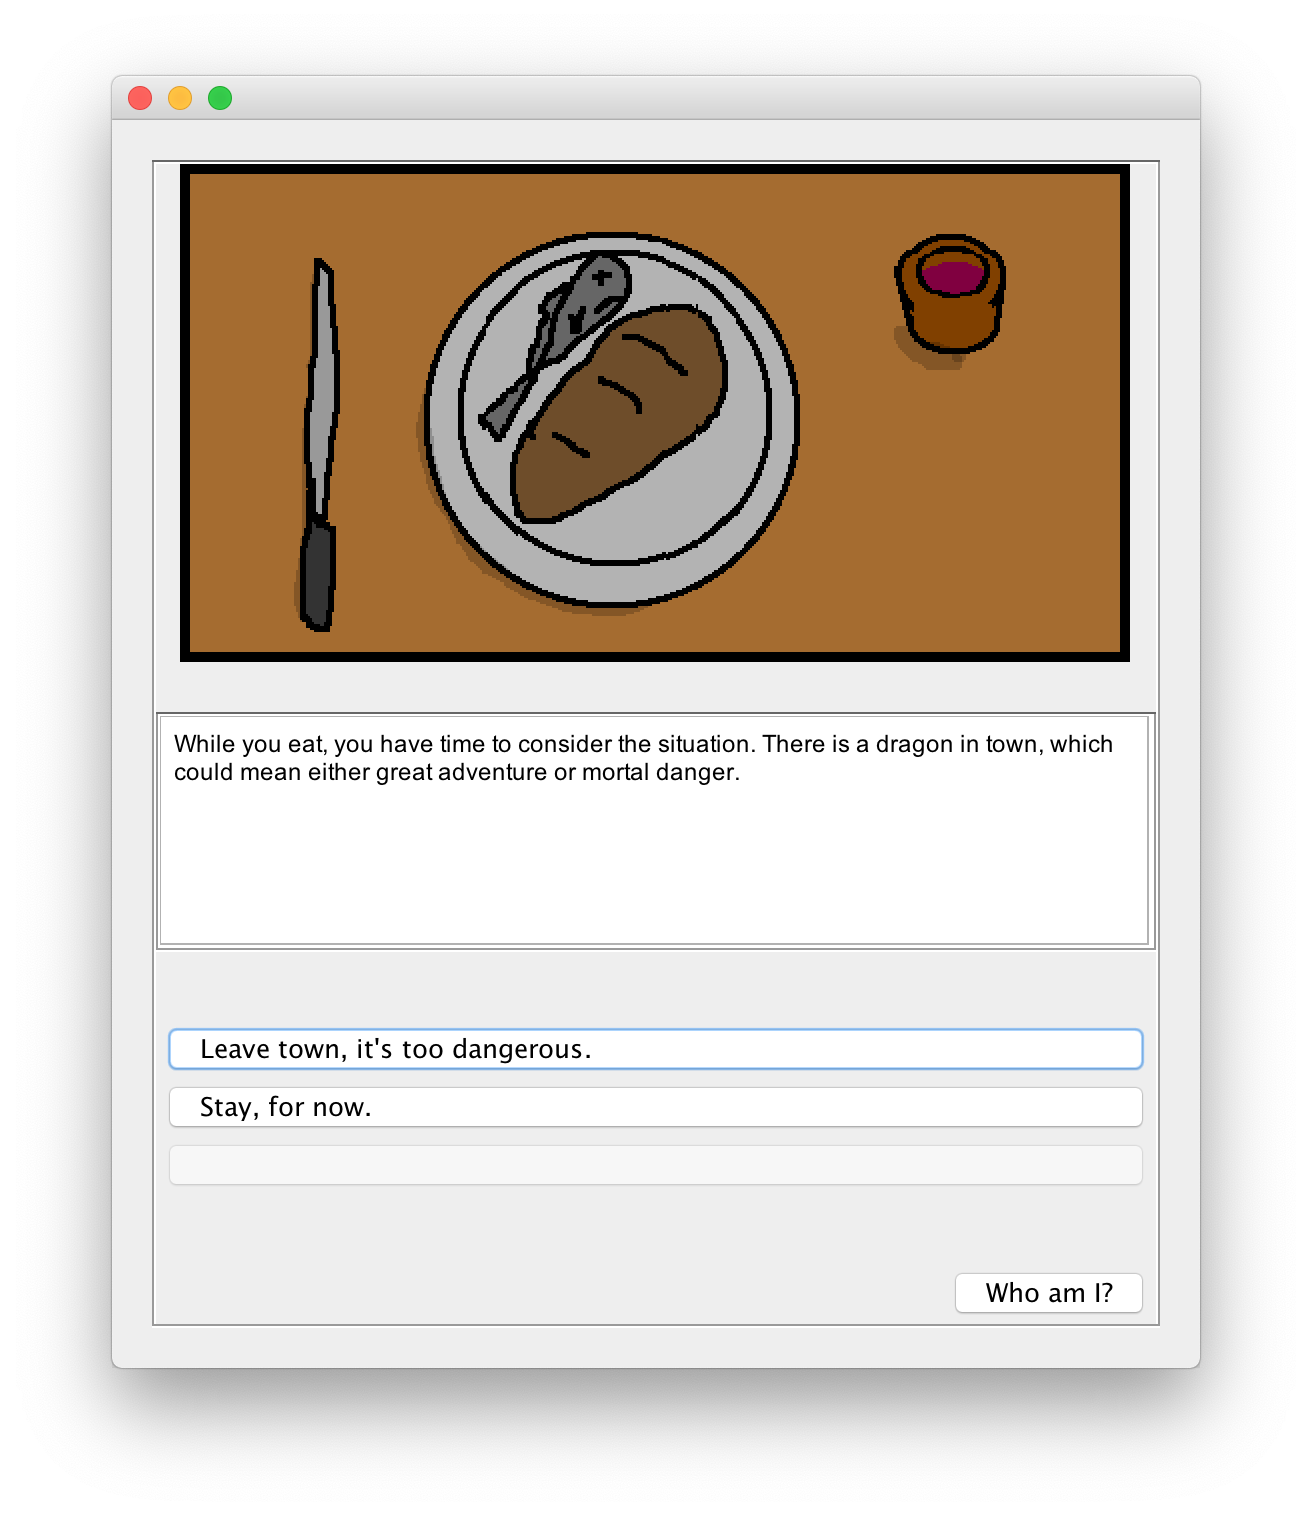 While you eat, you have time to consider the situation. There is a dragon in town, which
could mean either great adventure or mortal danger.
Leave town, it's too dangerous.
Stay, for now.
Who am I?